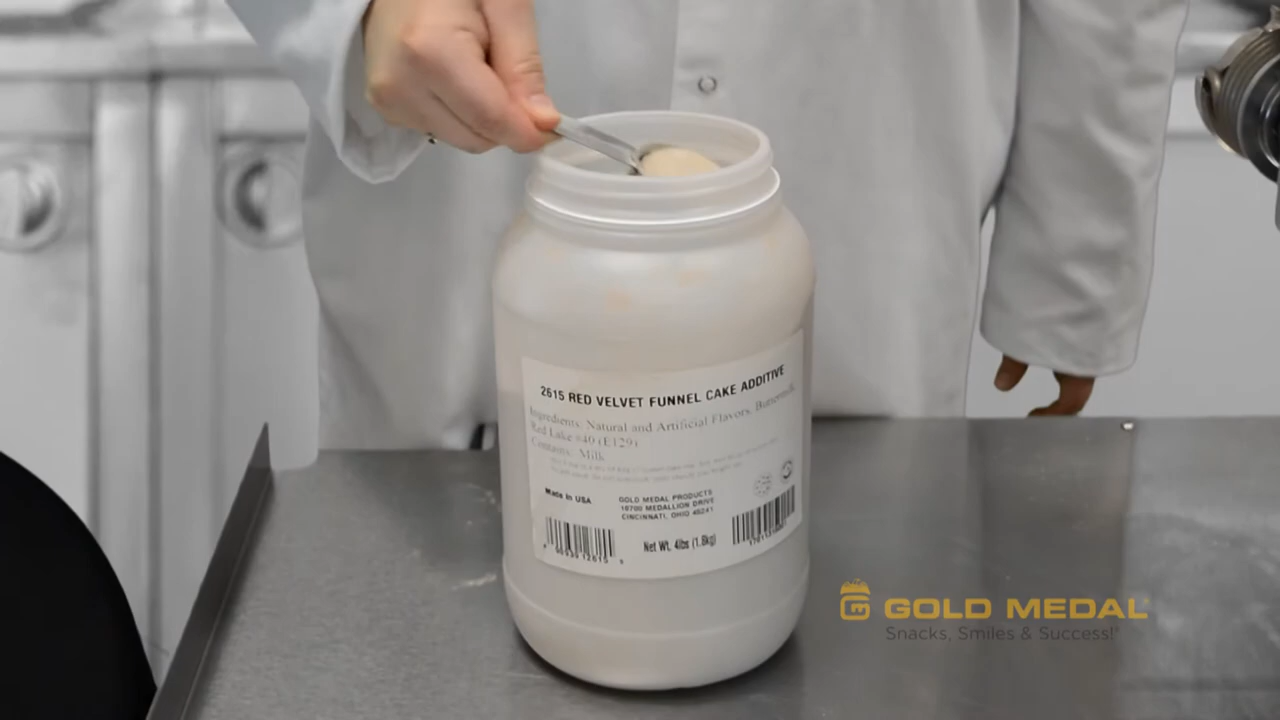 2615 RED VELVET FUNNEL CAKE ADDITIVE
Ingredients: Natural and Artificial Flavors, Buttermilk,
Red Lake #40 (E129)
Contains: Milk
Made in USA
GOLD MEDAL PRODUCTS
10700 MEDALLION DRIVE
CINCINNATI, OHIO 45241
Net Wt. 4lbs (1.8kg)
GOLD MEDAL
Snacks, Smiles & Success!